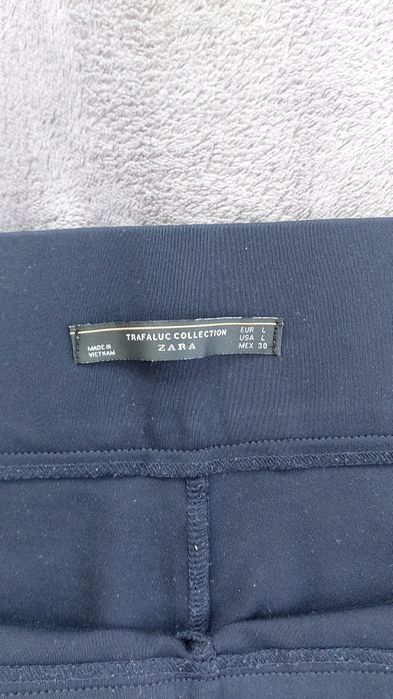 TRAFALUC COLLECTION
ZARA
MADE IN
VIETNAM
EUR L
USA L
MEX 30